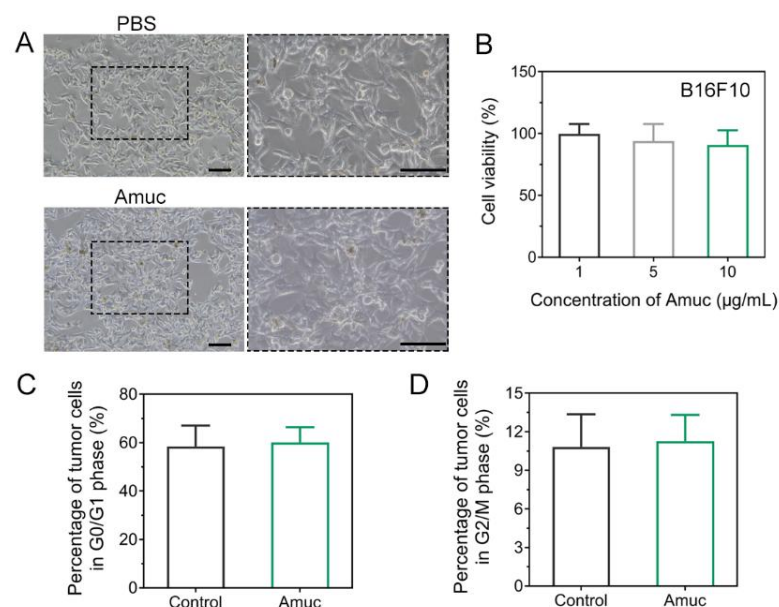 A
PBS
Amuc
B
B16F10
Cell viability (%)
150
100
50
0
1 5 10
Concentration of Amuc (µg/mL)
C
Percentage of tumor cells
in G0/G1 phase (%)
80
60
40
20
0
Control Amuc
D
Percentage of tumor cells
in G2/M phase (%)
15
12
9
6
3
0
Control Amuc